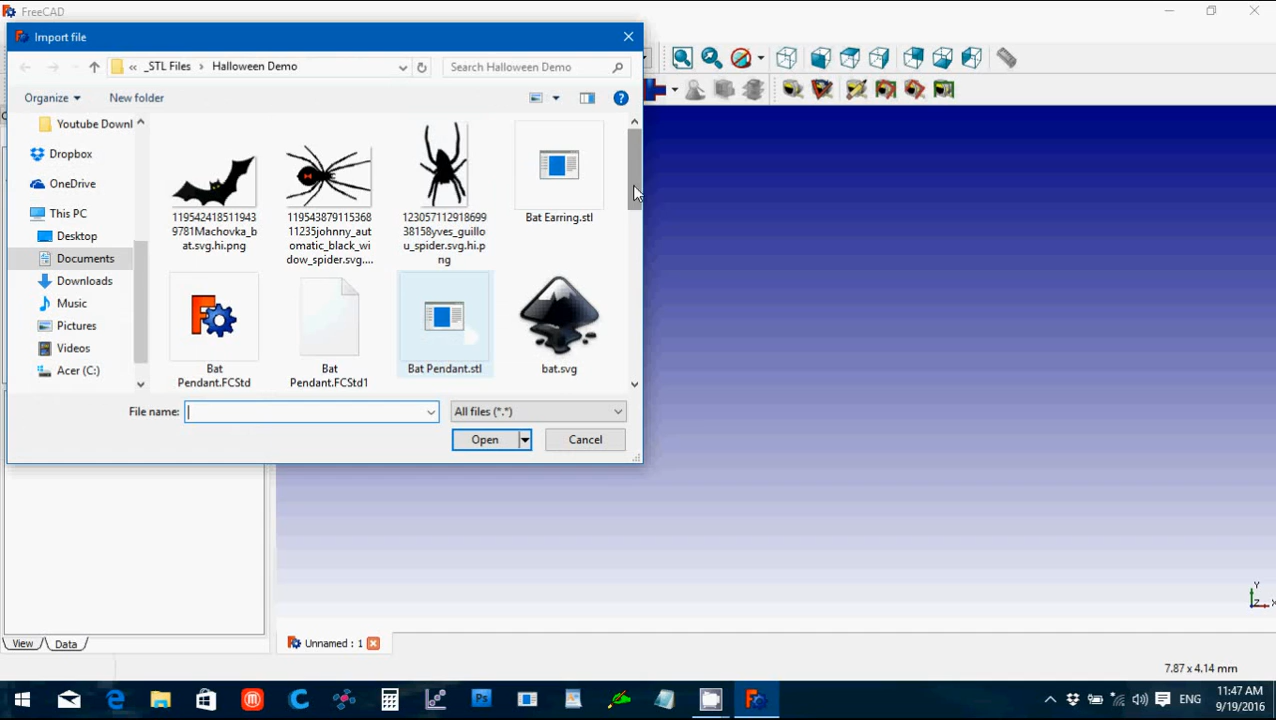 FreeCAD
Import file
« _STL Files › Halloween Demo
Search Halloween Demo
Organize
New folder
Youtube Downl
Dropbox
OneDrive
This PC
Desktop
Documents
Downloads
Music
Pictures
Videos
Acer (C:)
119542418511943
9781Machovka_b
at.svg.hi.png
119543879115368
11235johnny_aut
omatic_black_wi
dow_spider.svg....
123057112918699
38158yves_guillo
u_spider.svg.hi.p
ng
Bat Earring.stl
Bat
Pendant.FCStd
Bat
Pendant.FCStd1
Bat Pendant.stl
bat.svg
File name:
All files (*.*)
Open
Cancel
Y
Z
X
View
Data
Unnamed : 1
7.87 x 4.14 mm
Ps
ENG
11:47 AM
9/19/2016